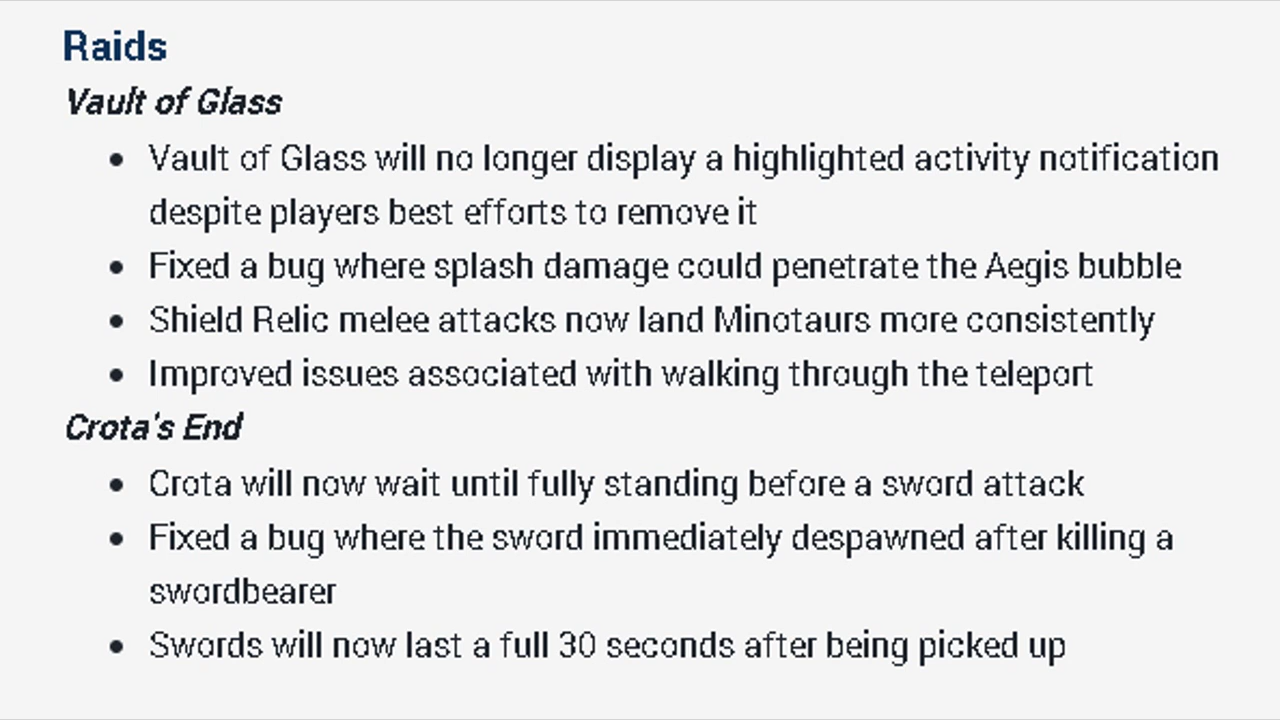 Raids
Vault of Glass
• Vault of Glass will no longer display a highlighted activity notification
despite players best efforts to remove it
• Fixed a bug where splash damage could penetrate the Aegis bubble
• Shield Relic melee attacks now land Minotaurs more consistently
• Improved issues associated with walking through the teleport
Crota's End
• Crota will now wait until fully standing before a sword attack
• Fixed a bug where the sword immediately despawned after killing a
swordbearer
• Swords will now last a full 30 seconds after being picked up